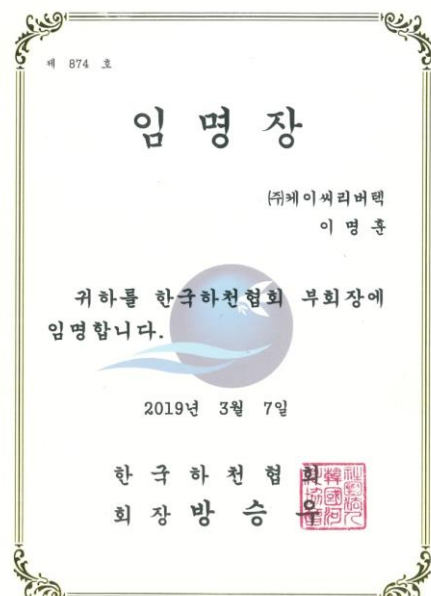 제 874 호
임 명 장
(주)케이씨리버텍
이 명 훈
귀하를 한국하천협회 부회장에
임명합니다.
2019년 3월 7일
한 국 하 천 협 회
회 장 방 승 우